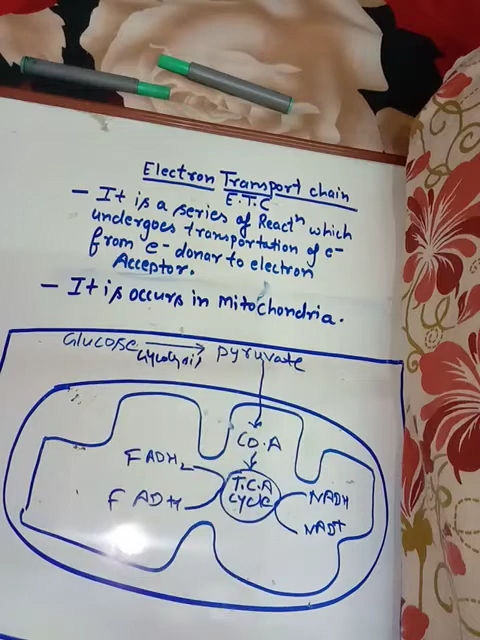 Electron Transport chain
E.T.C
- It is a series of Reactⁿ which
undergoes transportation of e-
from e- donar to electron
Acceptor.
- It is occurs in Mitochondria.
Glucose → pyruvate
Glycolysis
CO.A
FADH₂
T.C.A
cycle
FADH
NADH
NAD+